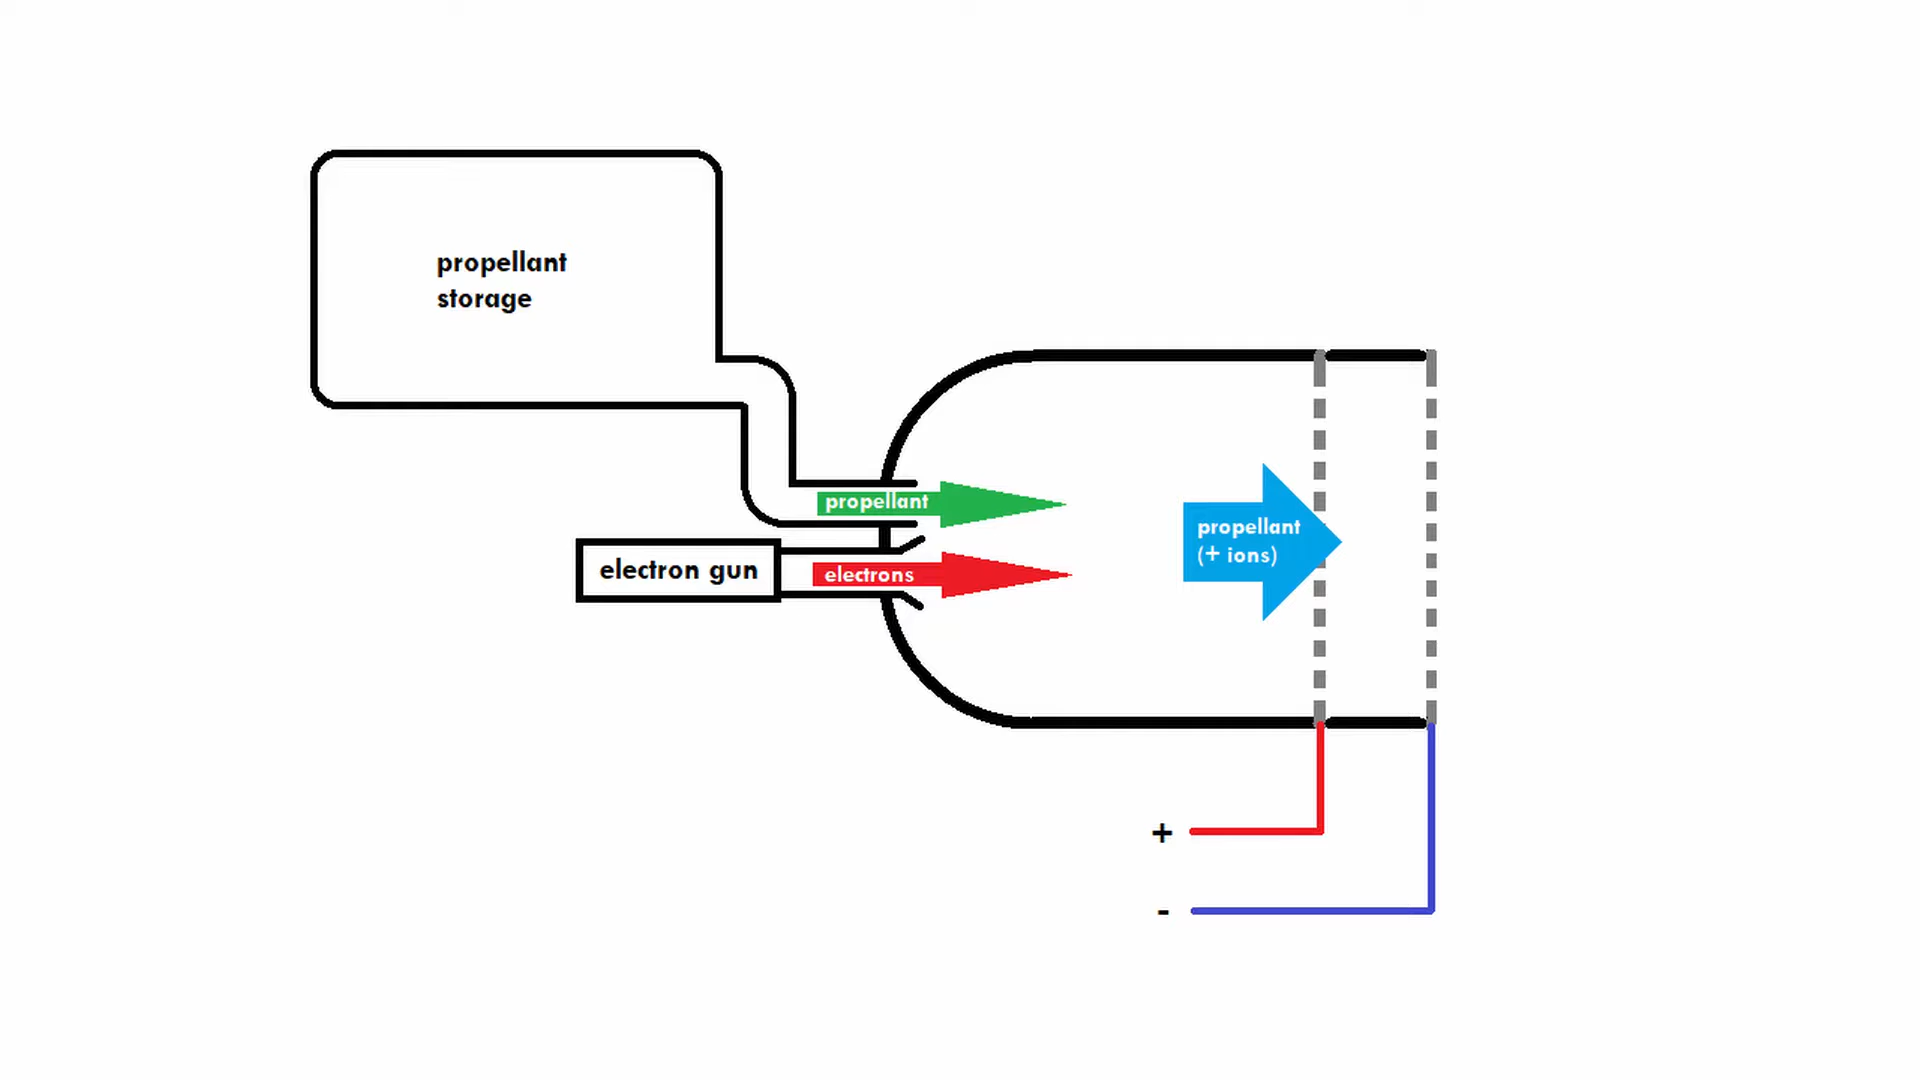 propellant
storage
propellant
electron gun
electrons
propellant
(+ ions)
+
-